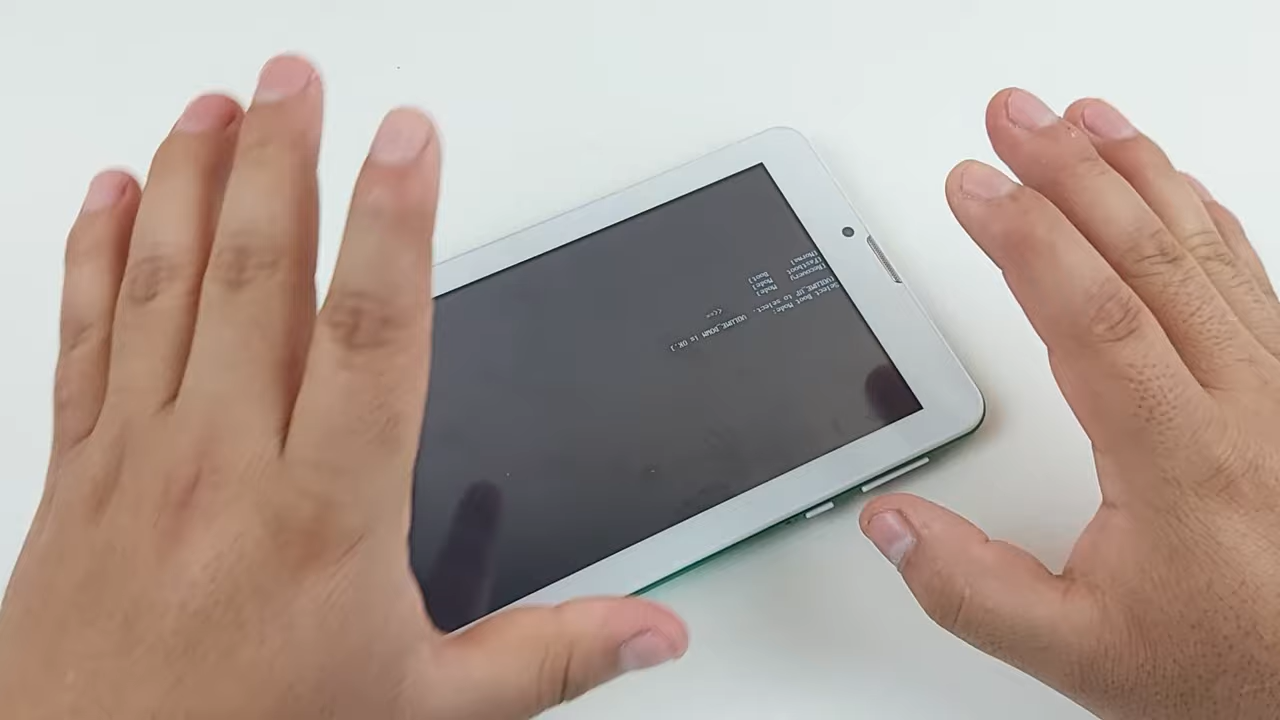 Select Boot Mode:
[VOLUME_UP to select. VOLUME_DOWN is OK.]
[Recovery Mode] <<==
[Fastboot Mode]
[Normal Boot]